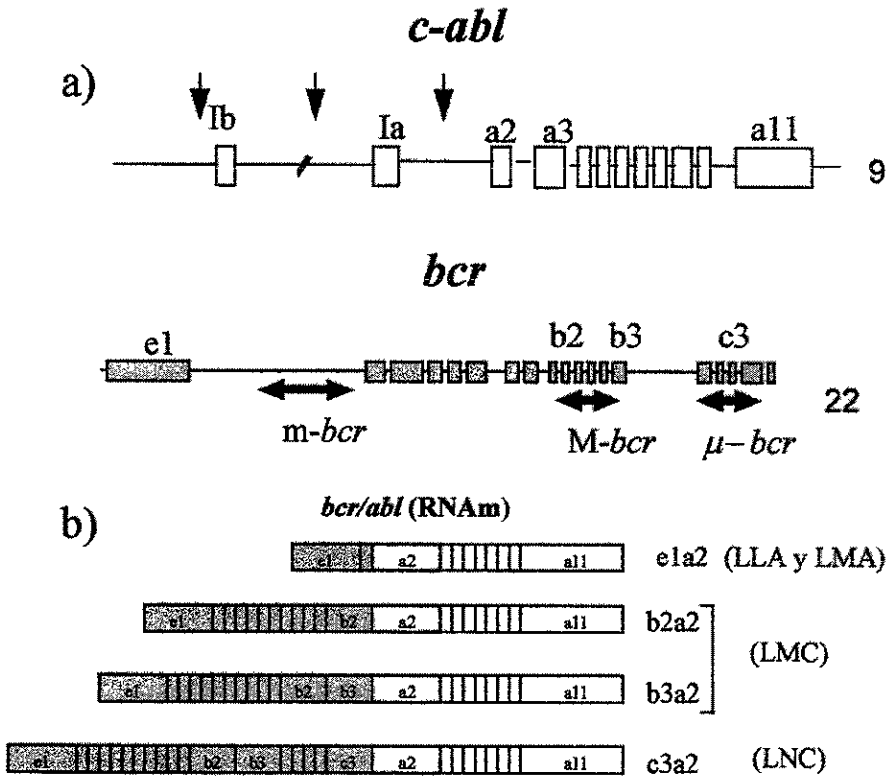 c-abl
a)
Ib Ia a2 a3 a11
9
bcr
e1 b2 b3 c3
22
m-bcr M-bcr μ-bcr
b)
bcr/abl (RNAm)
e1 a2 a11 e1a2 (LLA y LMA)
e1 b2 a2 a11 b2a2
(LMC)
e1 b2 b3 a2 a11 b3a2
e1 b2 b3 c3 a2 a11 c3a2 (LNC)